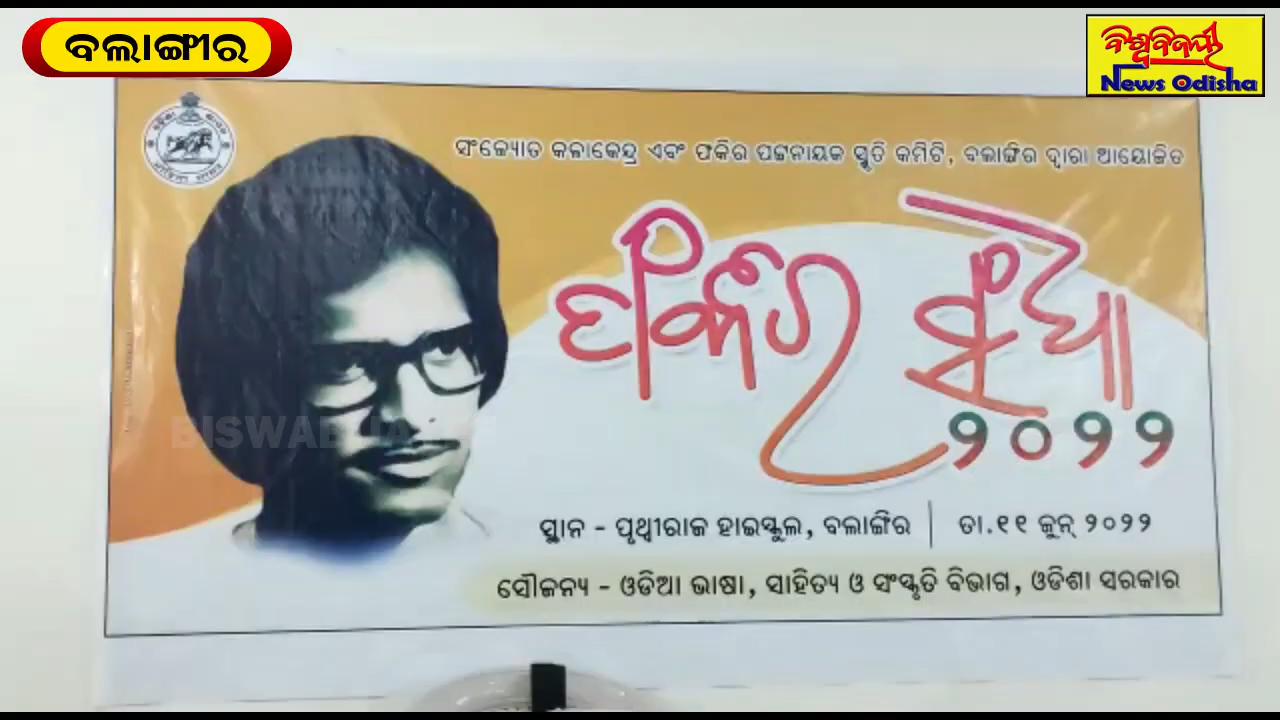 ବଲାଙ୍ଗୀର
ବିଶ୍ୱବିଜୟୀ
News Odisha
ସଂଜ୍ୟୋତ କଳାକେନ୍ଦ୍ର ଏବଂ ଫକିର ପଟ୍ଟନାୟକ ସ୍ମୃତି କମିଟି, ବଲାଙ୍ଗିର ଦ୍ୱାରା ଆୟୋଜିତ
ଫକିର ସଁୟା
୨୦୨୨
ସ୍ଥାନ - ପୃଥ୍ୱୀରାଜ ହାଇସ୍କୁଲ, ବଲାଙ୍ଗିର | ତା.୧୧ ଜୁନ୍ ୨୦୨୨
ସୌଜନ୍ୟ - ଓଡିଆ ଭାଷା, ସାହିତ୍ୟ ଓ ସଂସ୍କୃତି ବିଭାଗ, ଓଡିଶା ସରକାର